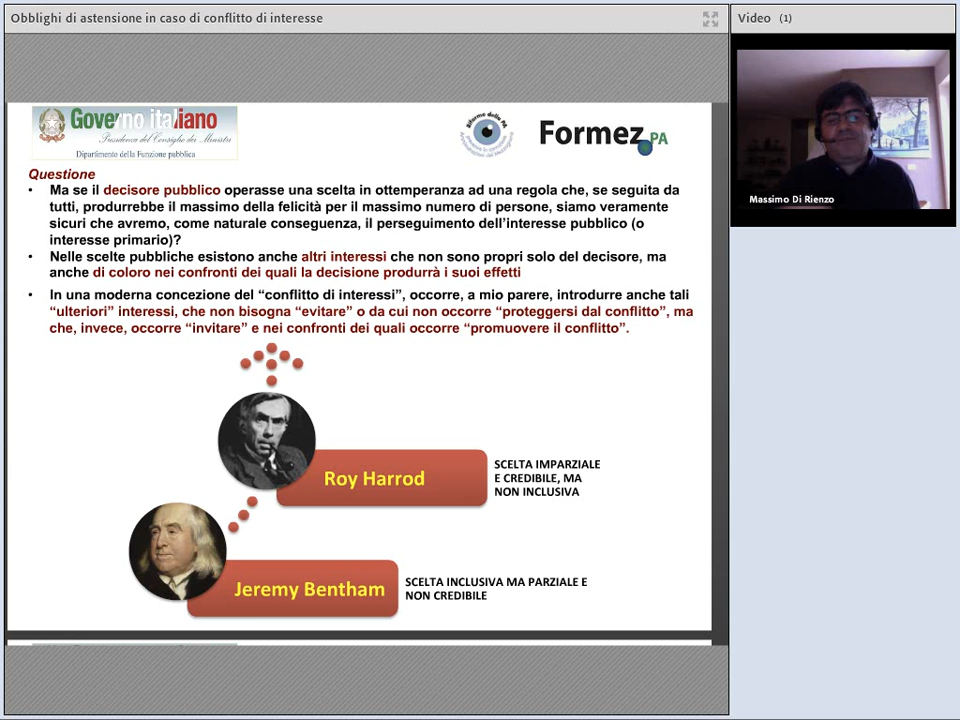 Obblighi di astensione in caso di conflitto di interesse
Video (1)
Massimo Di Rienzo
Governo italiano
Presidenza del Consiglio dei Ministri
Dipartimento della Funzione pubblica
Formez PA
Questione
• Ma se il decisore pubblico operasse una scelta in ottemperanza ad una regola che, se seguita da
tutti, produrrebbe il massimo della felicità per il massimo numero di persone, siamo veramente
sicuri che avremo, come naturale conseguenza, il perseguimento dell'interesse pubblico (o
interesse primario)?
• Nelle scelte pubbliche esistono anche altri interessi che non sono propri solo del decisore, ma
anche di coloro nei confronti dei quali la decisione produrrà i suoi effetti
• In una moderna concezione del “conflitto di interessi”, occorre, a mio parere, introdurre anche tali
“ulteriori” interessi, che non bisogna “evitare” o da cui non occorre “proteggersi dal conflitto”, ma
che, invece, occorre “invitare” e nei confronti dei quali occorre “promuovere il conflitto”.
Roy Harrod
SCELTA IMPARZIALE
E CREDIBILE, MA
NON INCLUSIVA
Jeremy Bentham
SCELTA INCLUSIVA MA PARZIALE E
NON CREDIBILE